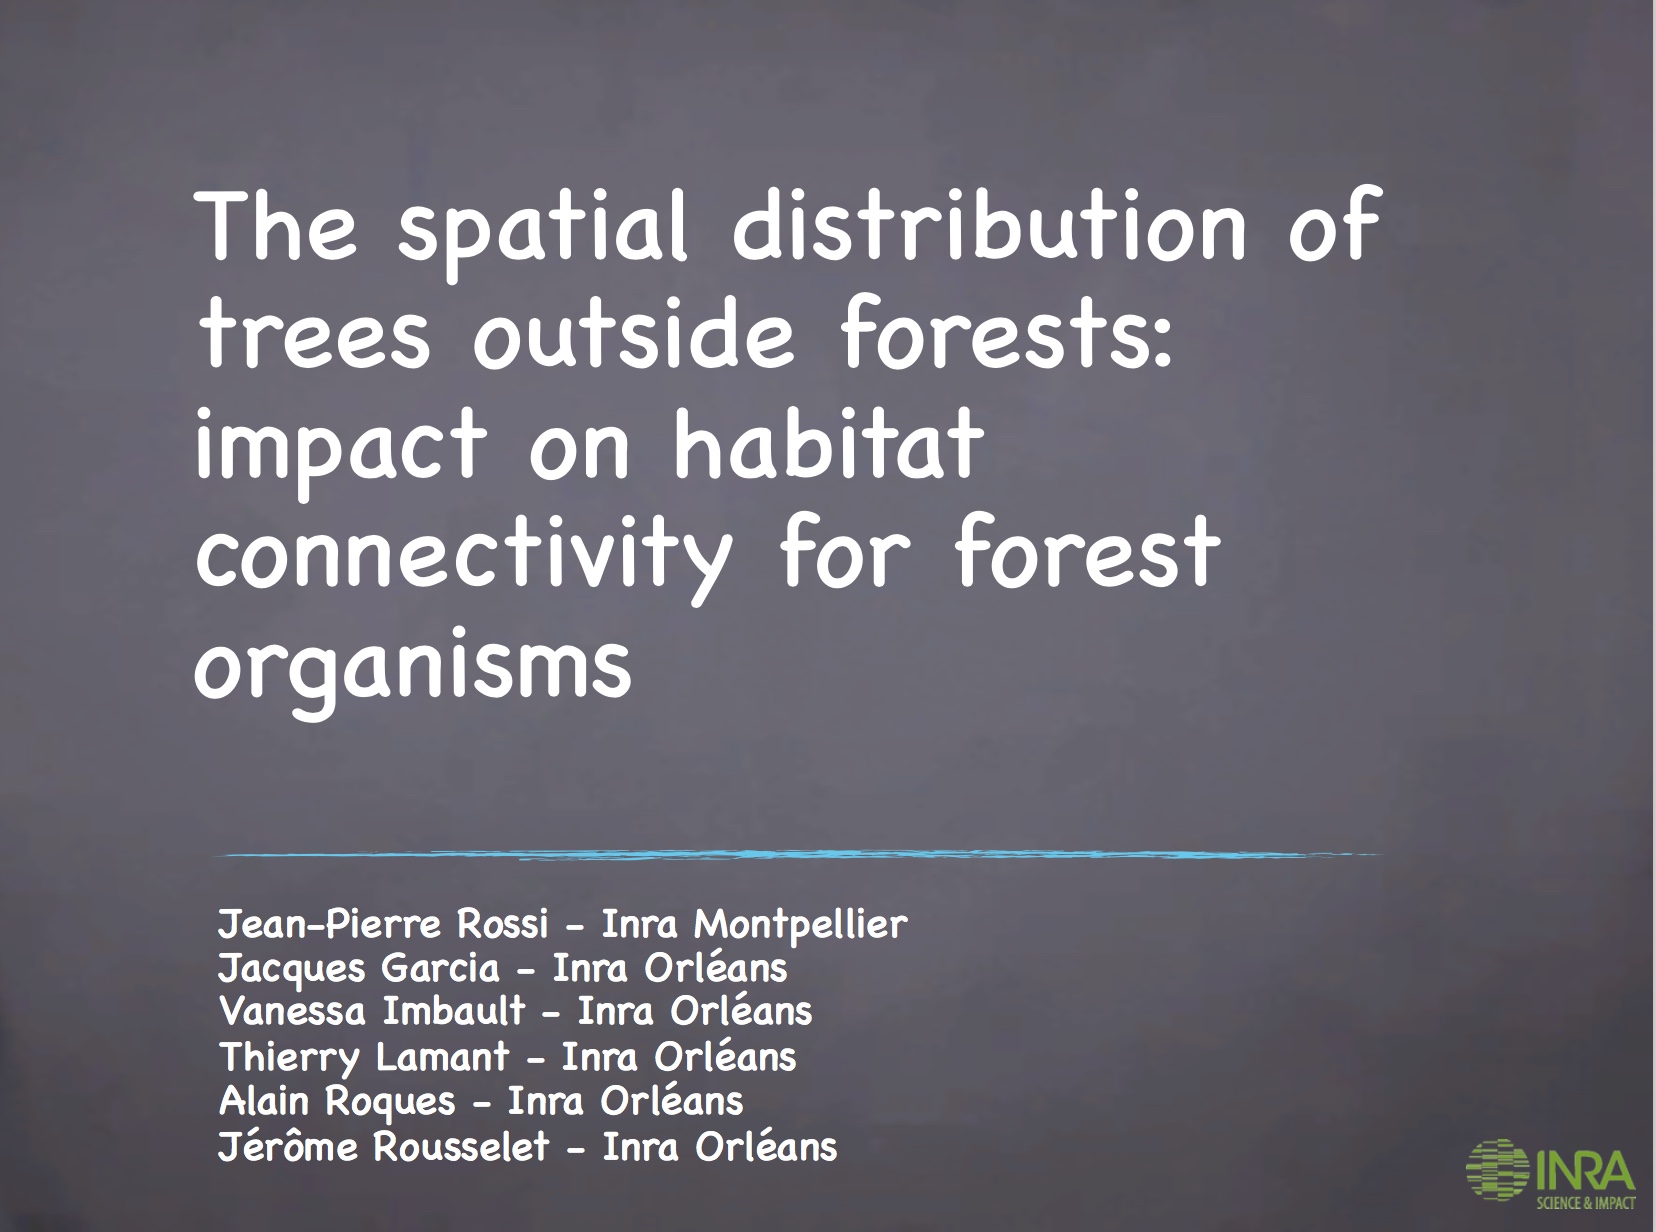 The spatial distribution of
trees outside forests:
impact on habitat
connectivity for forest
organisms
Jean-Pierre Rossi - Inra Montpellier
Jacques Garcia - Inra Orléans
Vanessa Imbault - Inra Orléans
Thierry Lamant - Inra Orléans
Alain Roques - Inra Orléans
Jérôme Rousselet - Inra Orléans
INRA
SCIENCE & IMPACT